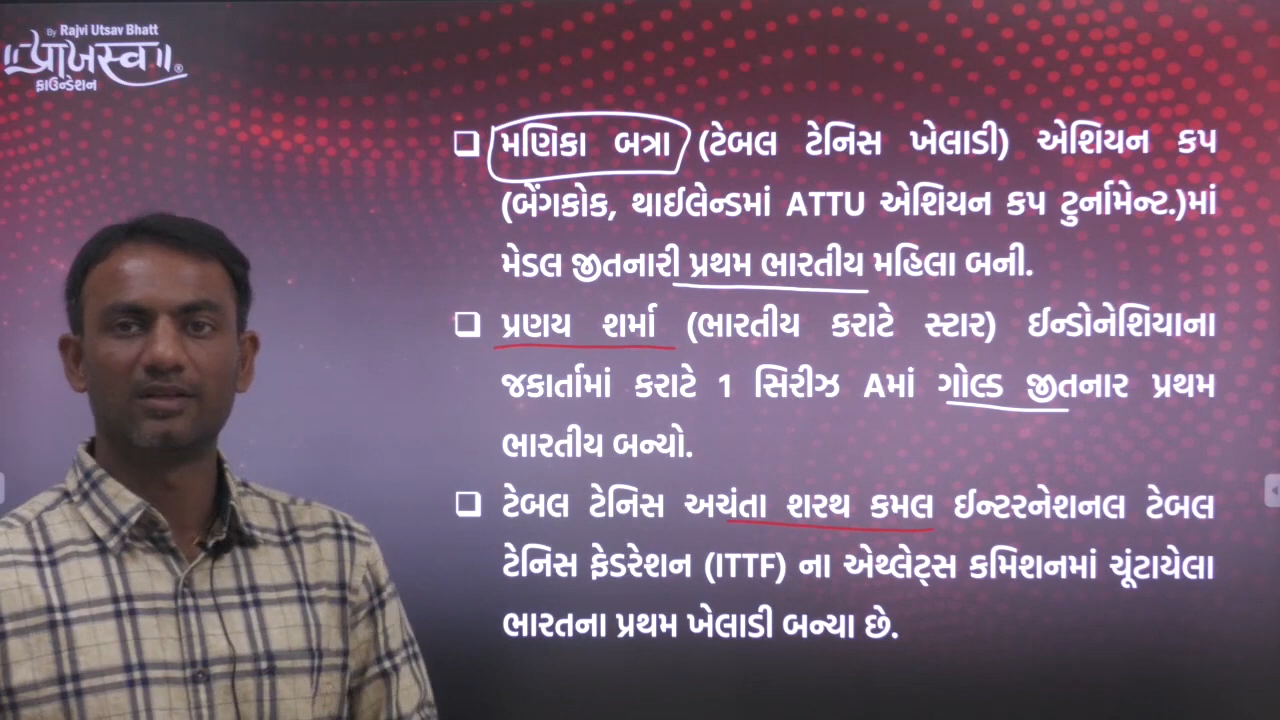 By Rajvi Utsav Bhatt
ફાઉન્ડેશન
❑ મણિકા બત્રા (ટેબલ ટેનિસ ખેલાડી) એશિયન કપ
(બેંગકોક, થાઈલેન્ડમાં ATTU એશિયન કપ ટુર્નામેન્ટ.)માં
મેડલ જીતનારી પ્રથમ ભારતીય મહિલા બની.
❑ પ્રણય શર્મા (ભારતીય કરાટે સ્ટાર) ઈન્ડોનેશિયાના
જકાર્તામાં કરાટે 1 સિરીઝ Aમાં ગોલ્ડ જીતનાર પ્રથમ
ભારતીય બન્યો.
❑ ટેબલ ટેનિસ અચંતા શરથ કમલ ઈન્ટરનેશનલ ટેબલ
ટેનિસ ફેડરેશન (ITTF) ના એથ્લેટ્સ કમિશનમાં ચૂંટાયેલા
ભારતના પ્રથમ ખેલાડી બન્યા છે.